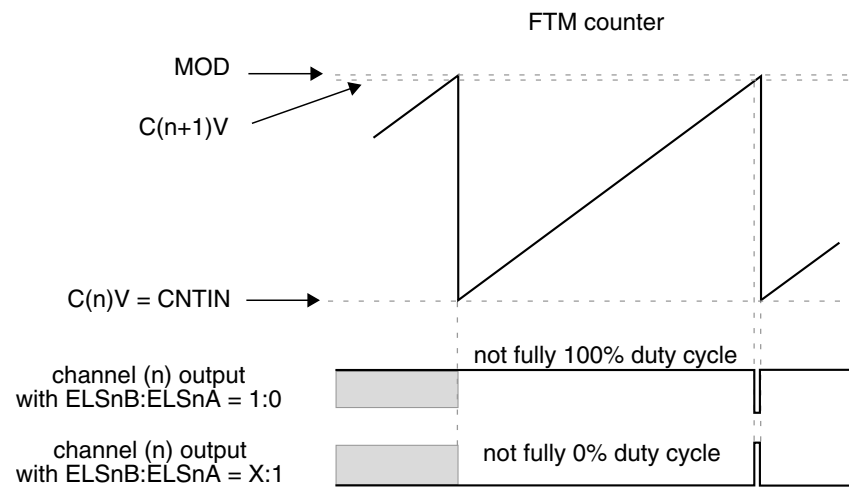 FTM counter
MOD
C(n+1)V
C(n)V = CNTIN
not fully 100% duty cycle
channel (n) output
with ELSnB:ELSnA = 1:0
channel (n) output
with ELSnB:ELSnA = X:1
not fully 0% duty cycle